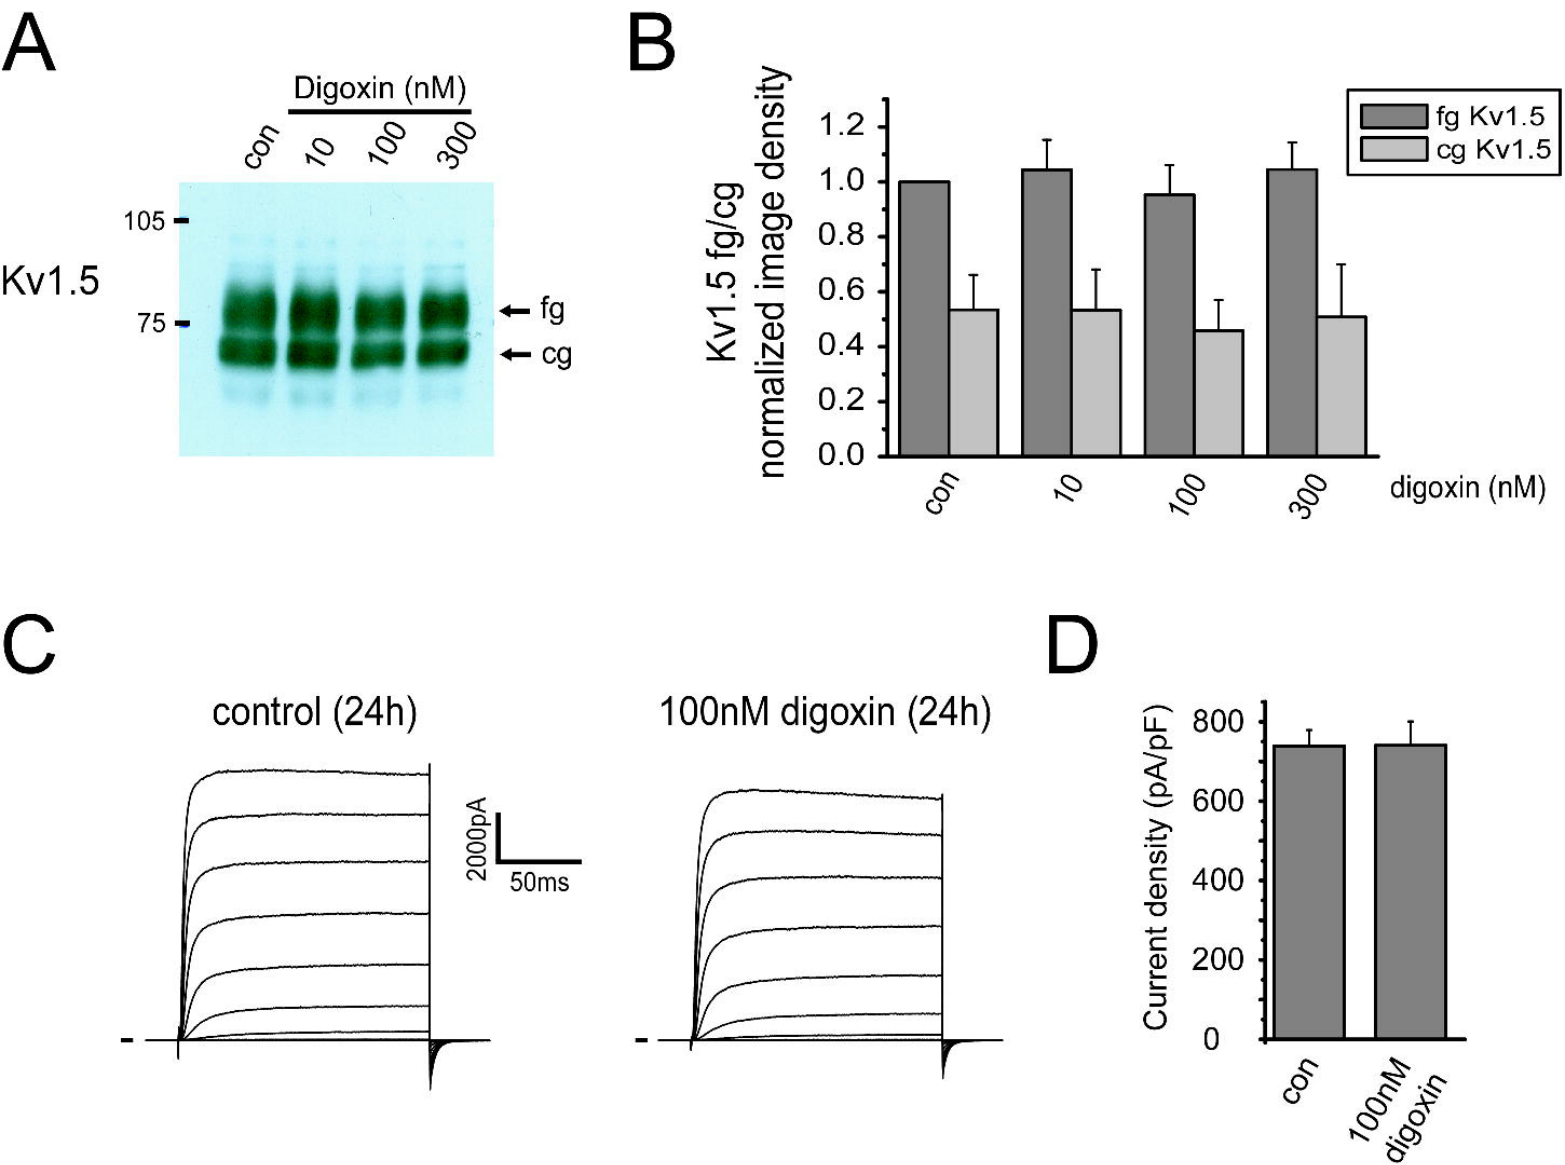 A
Digoxin (nM)
con 10 100 300
105
Kv1.5
75
fg
cg
B
Kv1.5 fg/cg
normalized image density
1.2
1.0
0.8
0.6
0.4
0.2
0.0
con 10 100 300
digoxin (nM)
fg Kv1.5
cg Kv1.5
C
control (24h)
2000pA
50ms
100nM digoxin (24h)
D
Current density (pA/pF)
800
600
400
200
0
con
100nM
digoxin